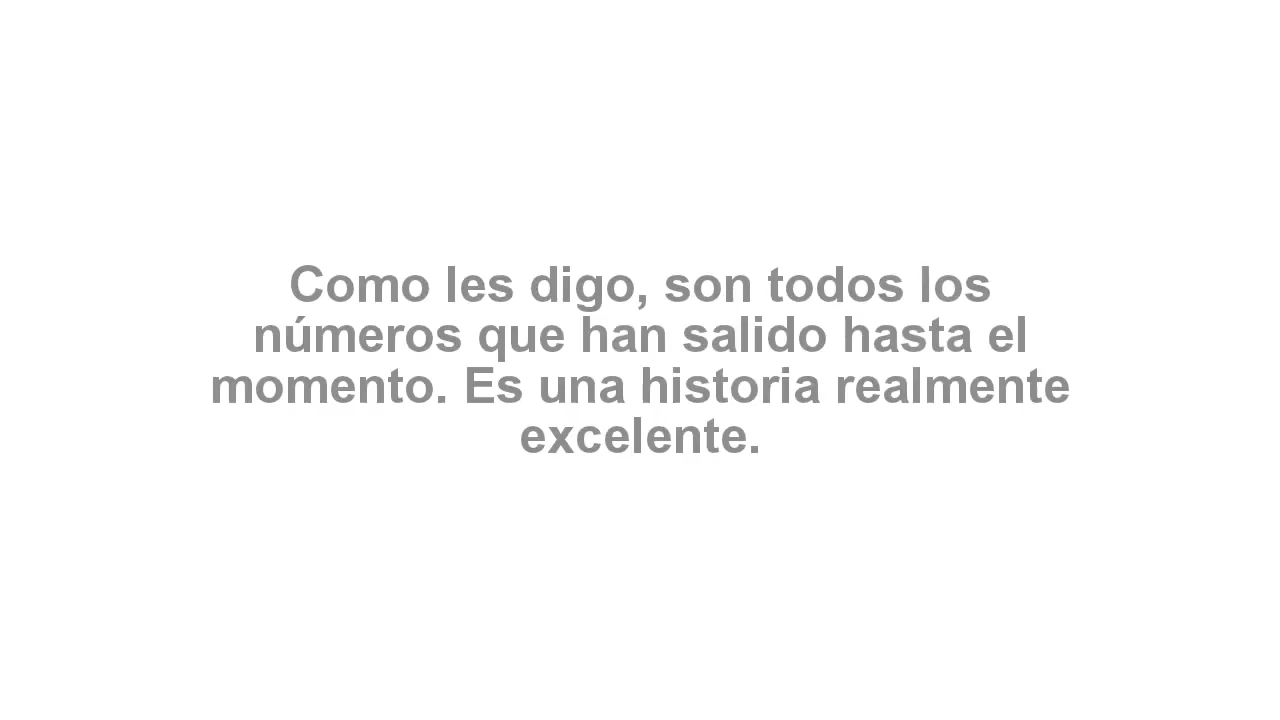 Como les digo, son todos los
números que han salido hasta el
momento. Es una historia realmente
excelente.